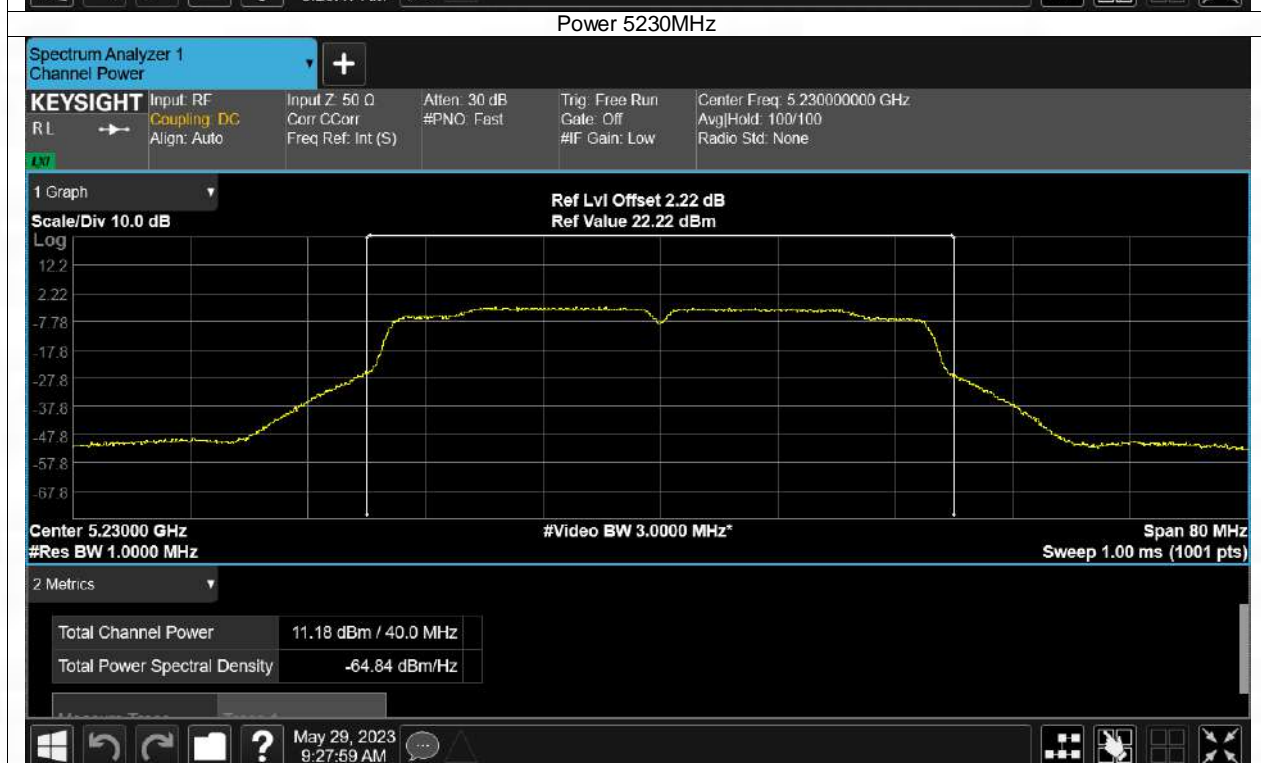 Power 5230MHz
Spectrum Analyzer 1
Channel Power
KEYSIGHT
RL
LXI
Input: RF
Coupling: DC
Align: Auto
Input Z: 50 Ω
Corr CCorr
Freq Ref: Int (S)
Atten: 30 dB
#PNO: Fast
Trig: Free Run
Gate: Off
#IF Gain: Low
Center Freq: 5.230000000 GHz
Avg|Hold: 100/100
Radio Std: None
1 Graph
Scale/Div 10.0 dB
Ref Lvl Offset 2.22 dB
Ref Value 22.22 dBm
Log
12.2
2.22
-7.78
-17.8
-27.8
-37.8
-47.8
-57.8
-67.8
Center 5.23000 GHz
#Video BW 3.0000 MHz*
Span 80 MHz
#Res BW 1.0000 MHz
Sweep 1.00 ms (1001 pts)
2 Metrics
Total Channel Power 11.18 dBm / 40.0 MHz
Total Power Spectral Density -64.84 dBm/Hz
May 29, 2023
9:27:59 AM